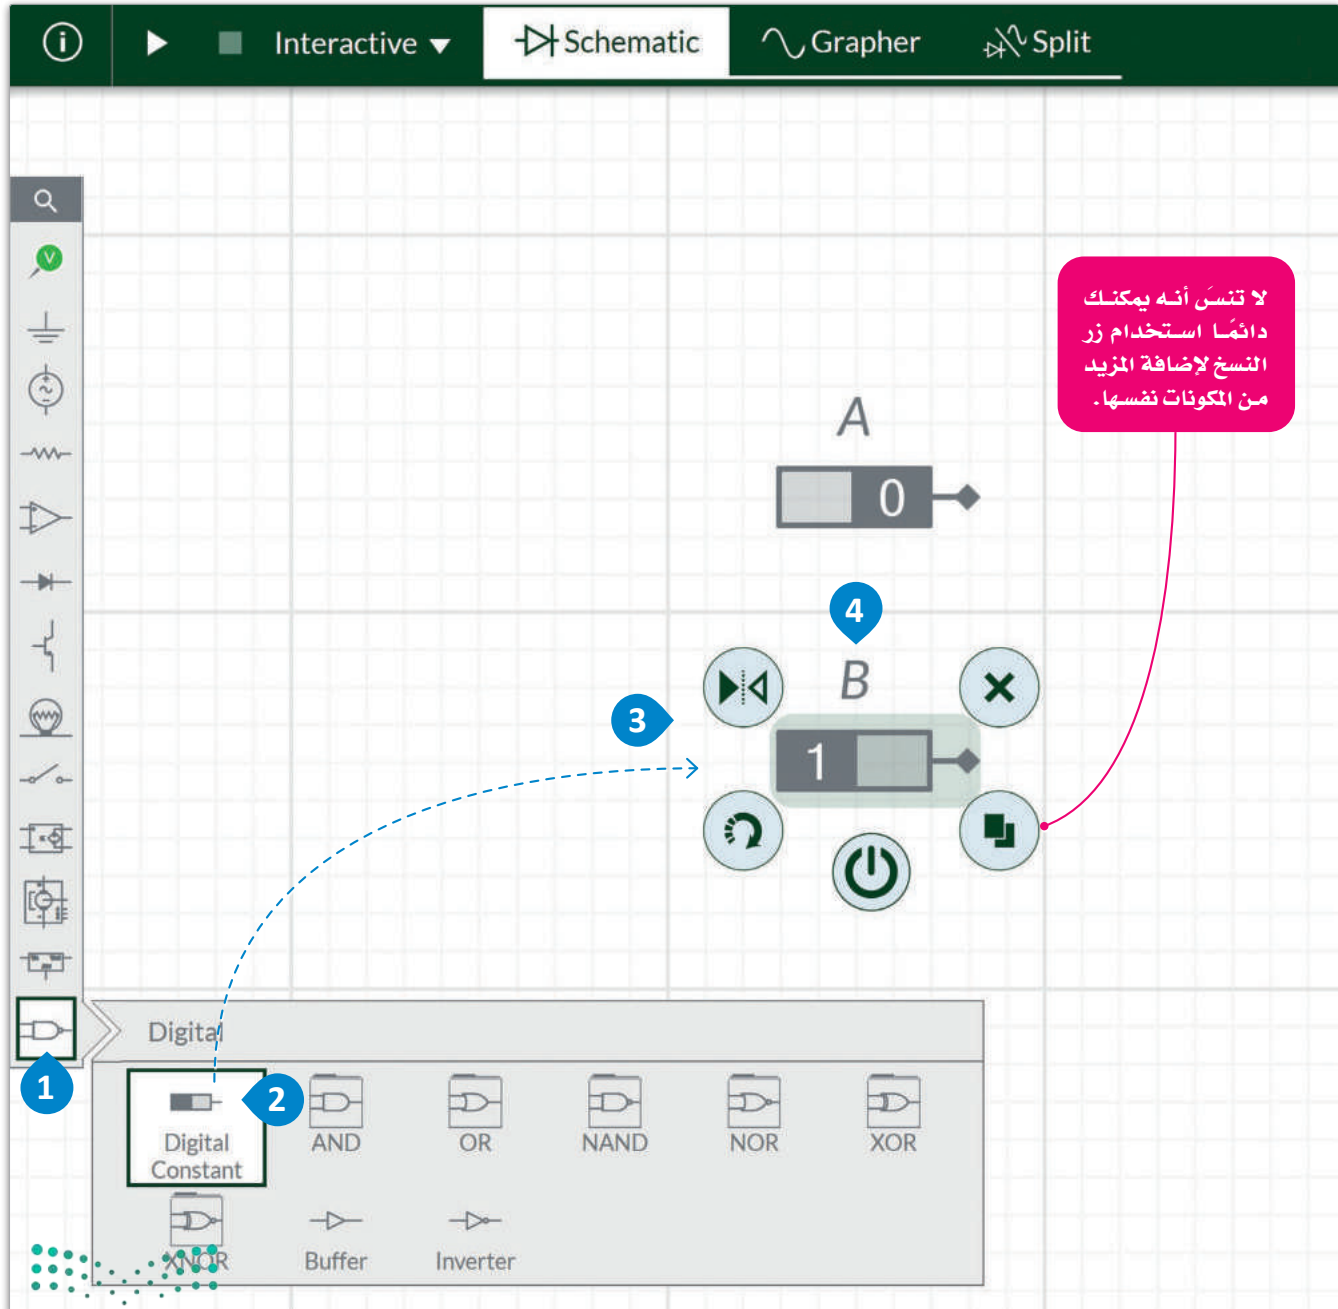 Interactive
Schematic
Grapher
Split
V
لا تنسَ أنه يمكنك
دائمًا استخدام زر
النسخ لإضافة المزيد
من المكونات نفسها.
A
0
4
B
3
1
Digital
1
2
Digital
Constant
AND
OR
NAND
NOR
XOR
XNOR
Buffer
Inverter